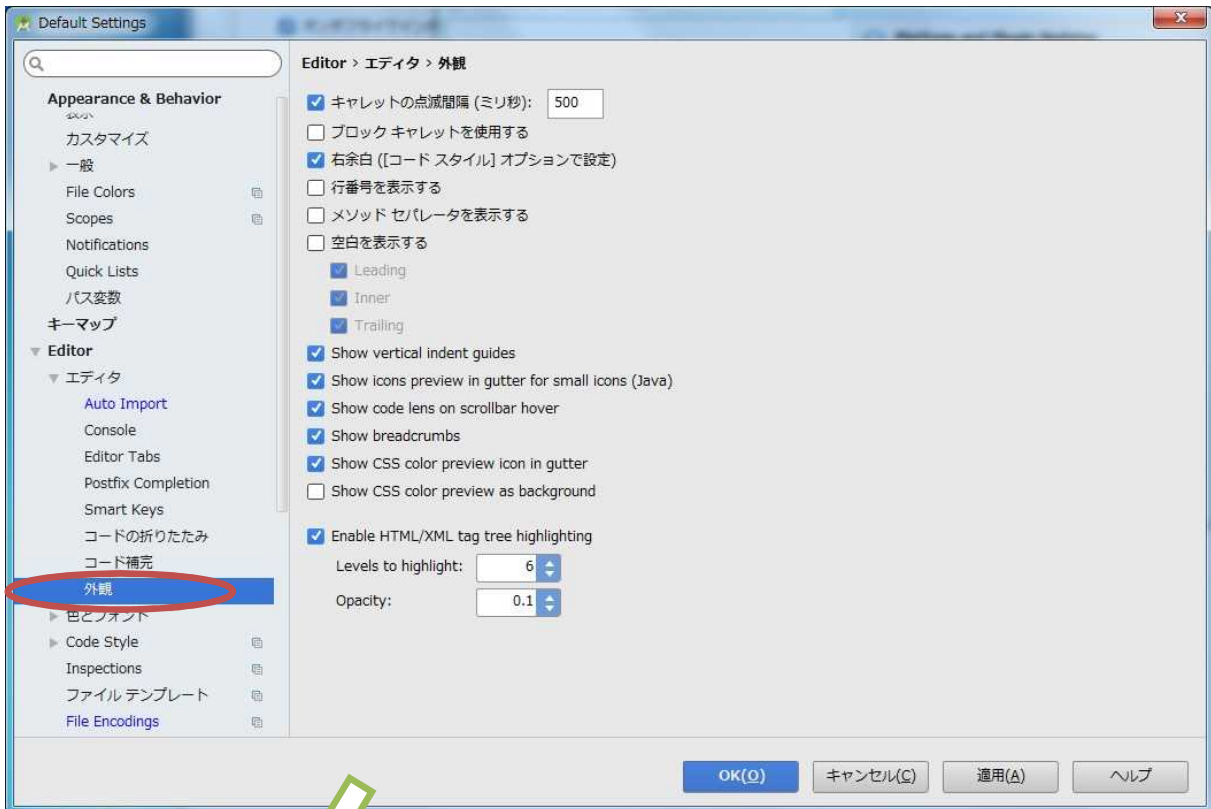 Default Settings
Appearance & Behavior
カスタマイズ
一般
File Colors
Scopes
Notifications
Quick Lists
パス変数
キーマップ
Editor
エディタ
Auto Import
Console
Editor Tabs
Postfix Completion
Smart Keys
コードの折りたたみ
コード補完
外観
色とフォント
Code Style
Inspections
ファイル テンプレート
File Encodings
Editor › エディタ › 外観
キャレットの点滅間隔 (ミリ秒): 500
ブロック キャレットを使用する
右余白 ([コード スタイル] オプションで設定)
行番号を表示する
メソッド セパレータを表示する
空白を表示する
Leading
Inner
Trailing
Show vertical indent guides
Show icons preview in gutter for small icons (Java)
Show code lens on scrollbar hover
Show breadcrumbs
Show CSS color preview icon in gutter
Show CSS color preview as background
Enable HTML/XML tag tree highlighting
Levels to highlight: 6
Opacity: 0.1
OK(O) キャンセル(C) 適用(A) ヘルプ